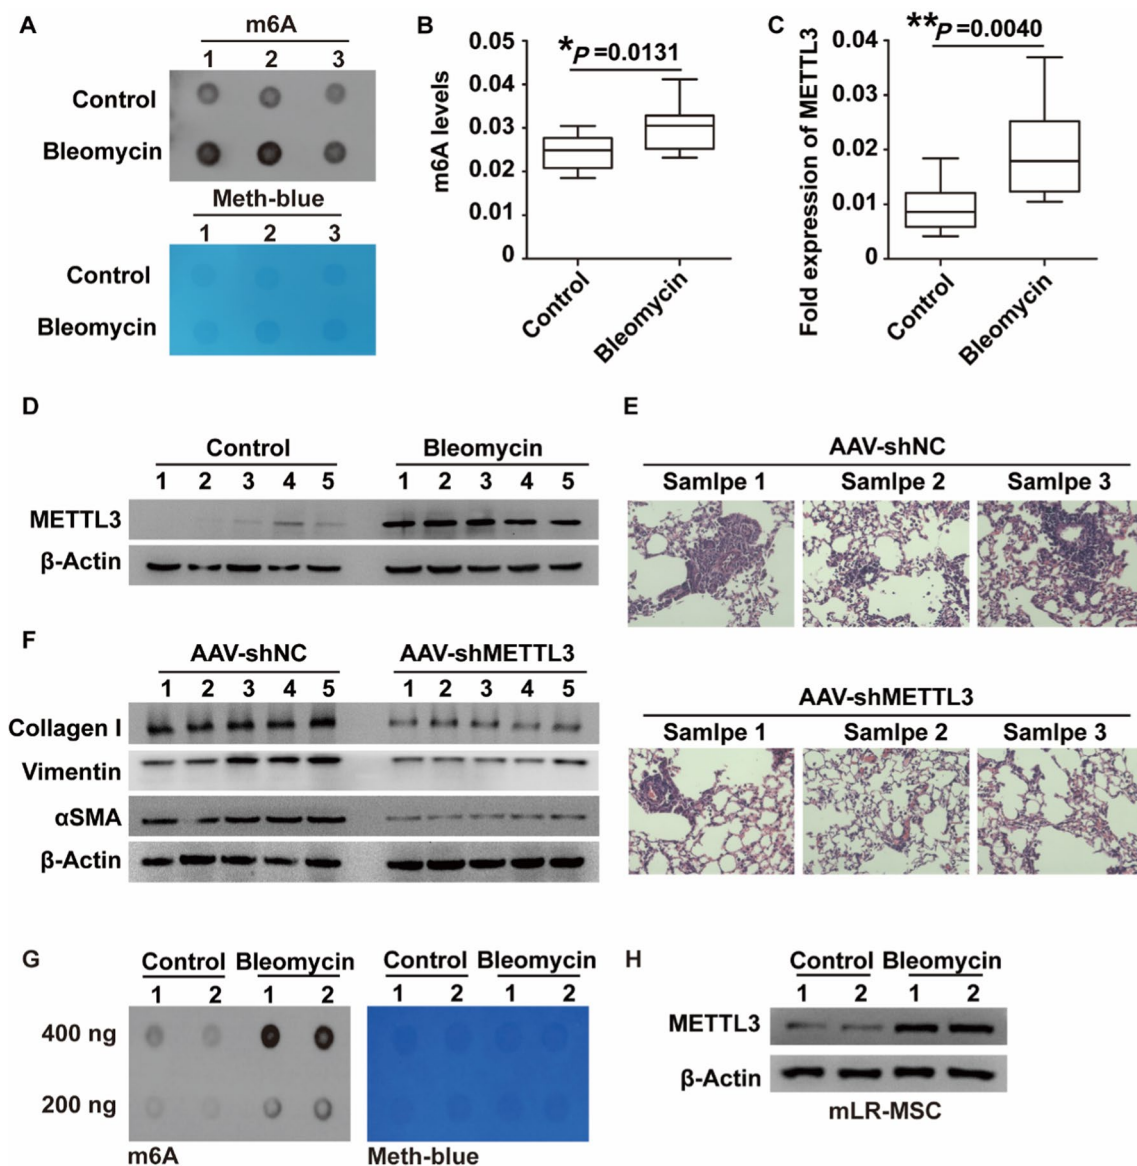 A
m6A
1 2 3
Control
Bleomycin
Meth-blue
1 2 3
Control
Bleomycin
B
*P=0.0131
m6A levels
0.05
0.04
0.03
0.02
0.01
0
Control
Bleomycin
C
**P=0.0040
Fold expression of METTL3
0.04
0.03
0.02
0.01
0
Control
Bleomycin
D
Control Bleomycin
1 2 3 4 5 1 2 3 4 5
METTL3
β-Actin
E
AAV-shNC
Samlpe 1 Samlpe 2 Samlpe 3
AAV-shMETTL3
Samlpe 1 Samlpe 2 Samlpe 3
F
AAV-shNC AAV-shMETTL3
1 2 3 4 5 1 2 3 4 5
Collagen I
Vimentin
αSMA
β-Actin
G
Control Bleomycin Control Bleomycin
1 2 1 2 1 2 1 2
400 ng
200 ng
m6A Meth-blue
H
Control Bleomycin
1 2 1 2
METTL3
β-Actin
mLR-MSC